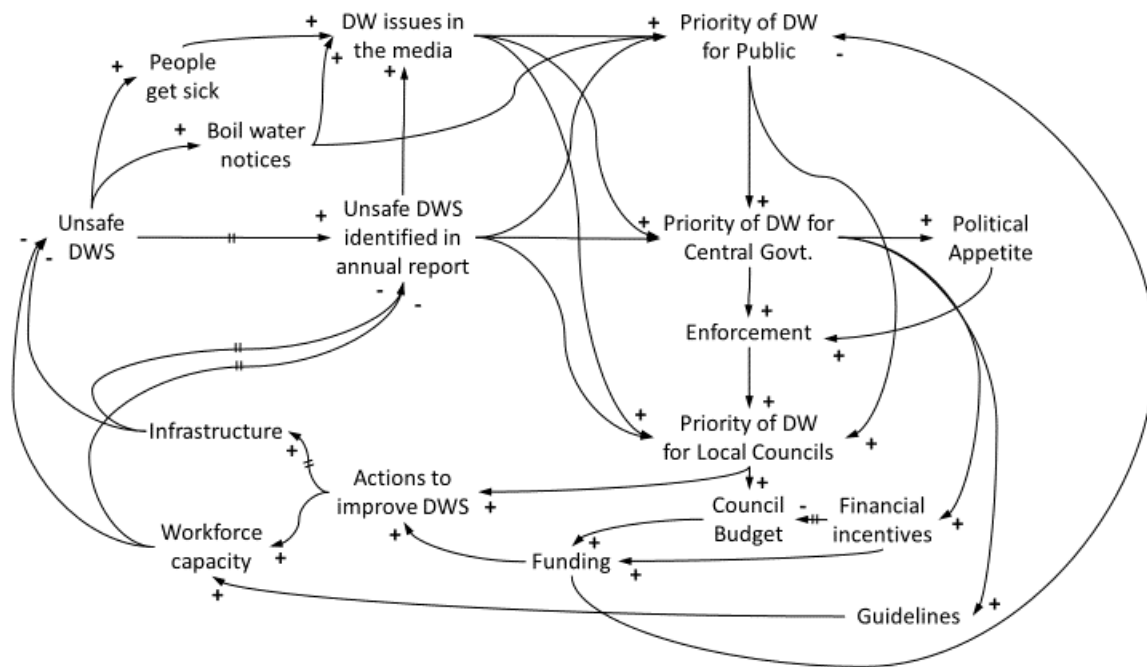 DW issues in
the media
Priority of DW
for Public
People
get sick
Boil water
notices
Unsafe
DWS
Unsafe DWS
identified in
annual report
Priority of DW for
Central Govt.
Political
Appetite
Enforcement
Priority of DW
for Local Councils
Infrastructure
Actions to
improve DWS
Council
Budget
Financial
incentives
Workforce
capacity
Funding
Guidelines